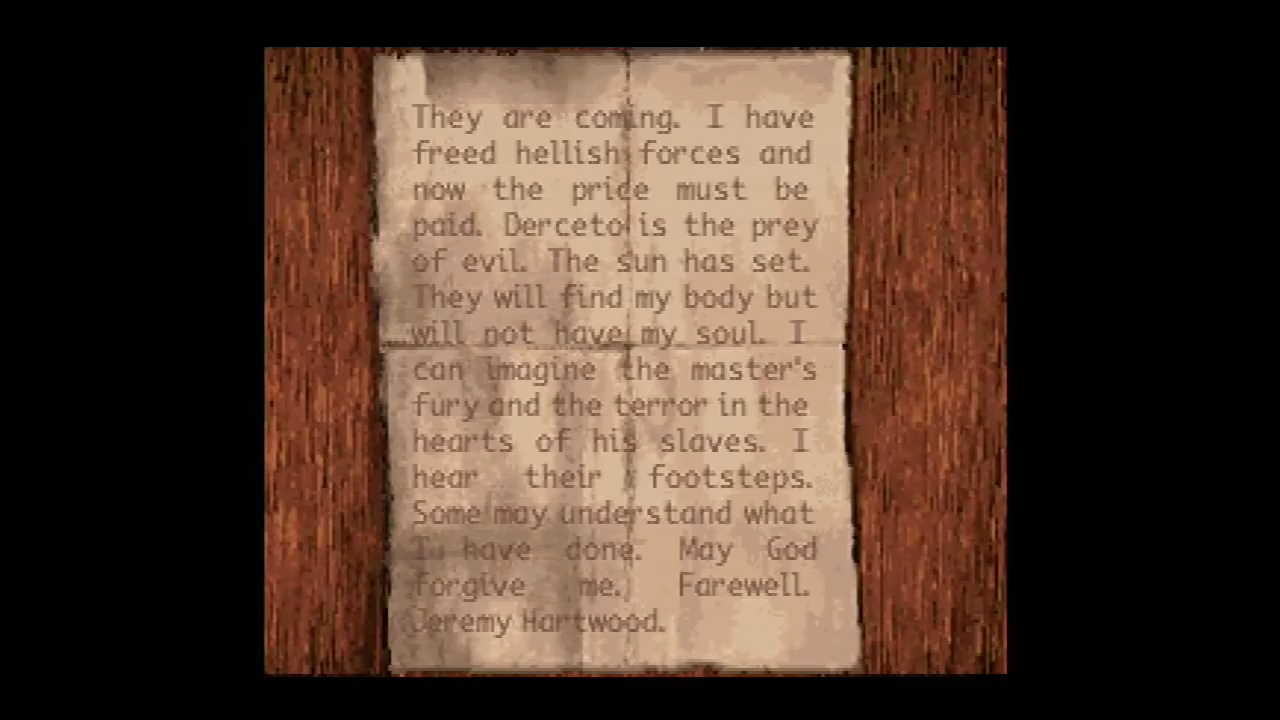 They are coming. I have
freed hellish forces and
now the price must be
paid. Derceto is the prey
of evil. The sun has set.
They will find my body but
will not have my soul. I
can imagine the master's
fury and the terror in the
hearts of his slaves. I
hear their footsteps.
Some may understand what
I have done. May God
forgive me. Farewell.
Jeremy Hartwood.